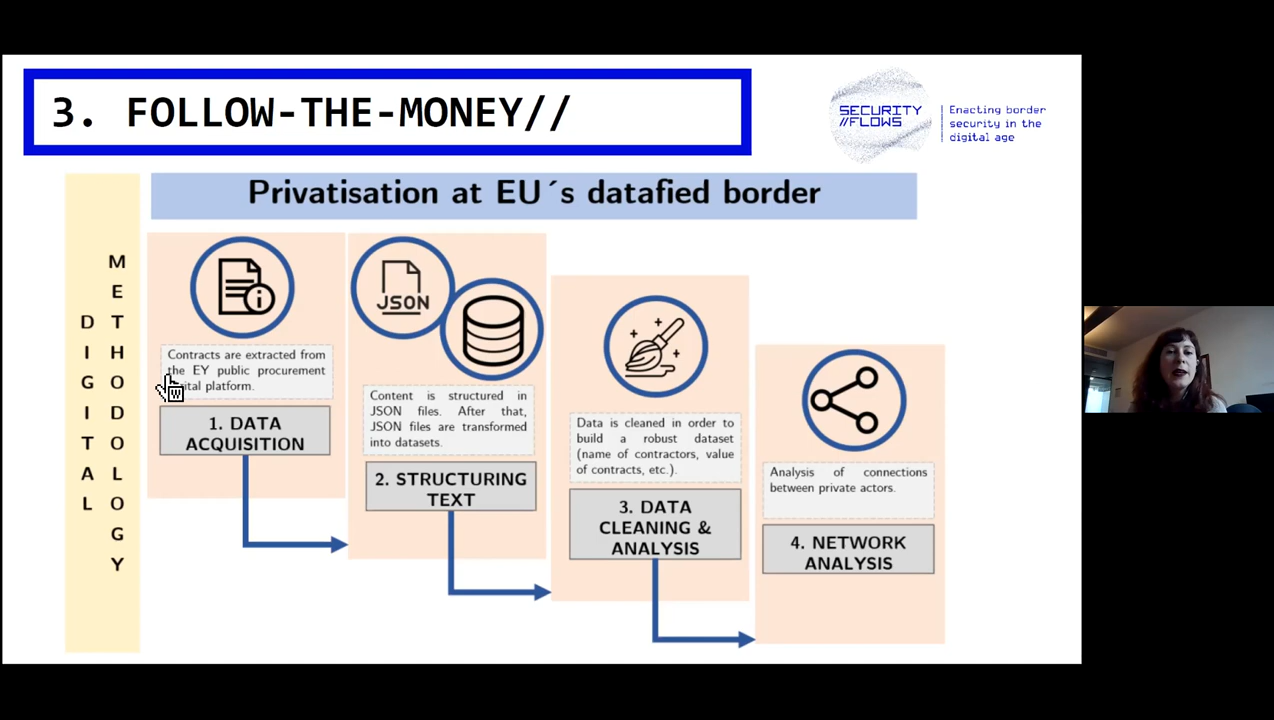 3. FOLLOW-THE-MONEY//
SECURITY
//FLOWS
Enacting border
security in the
digital age
Privatisation at EU´s datafied border
DIGITAL
METHODOLOGY
Contracts are extracted from
the EY public procurement
platform.
1. DATA
ACQUISITION
JSON
Content is structured in
JSON files. After that,
JSON files are transformed
into datasets.
2. STRUCTURING
TEXT
Data is cleaned in order to
build a robust dataset
(name of contractors, value
of contracts, etc.).
3. DATA
CLEANING &
ANALYSIS
Analysis of connections
between private actors.
4. NETWORK
ANALYSIS